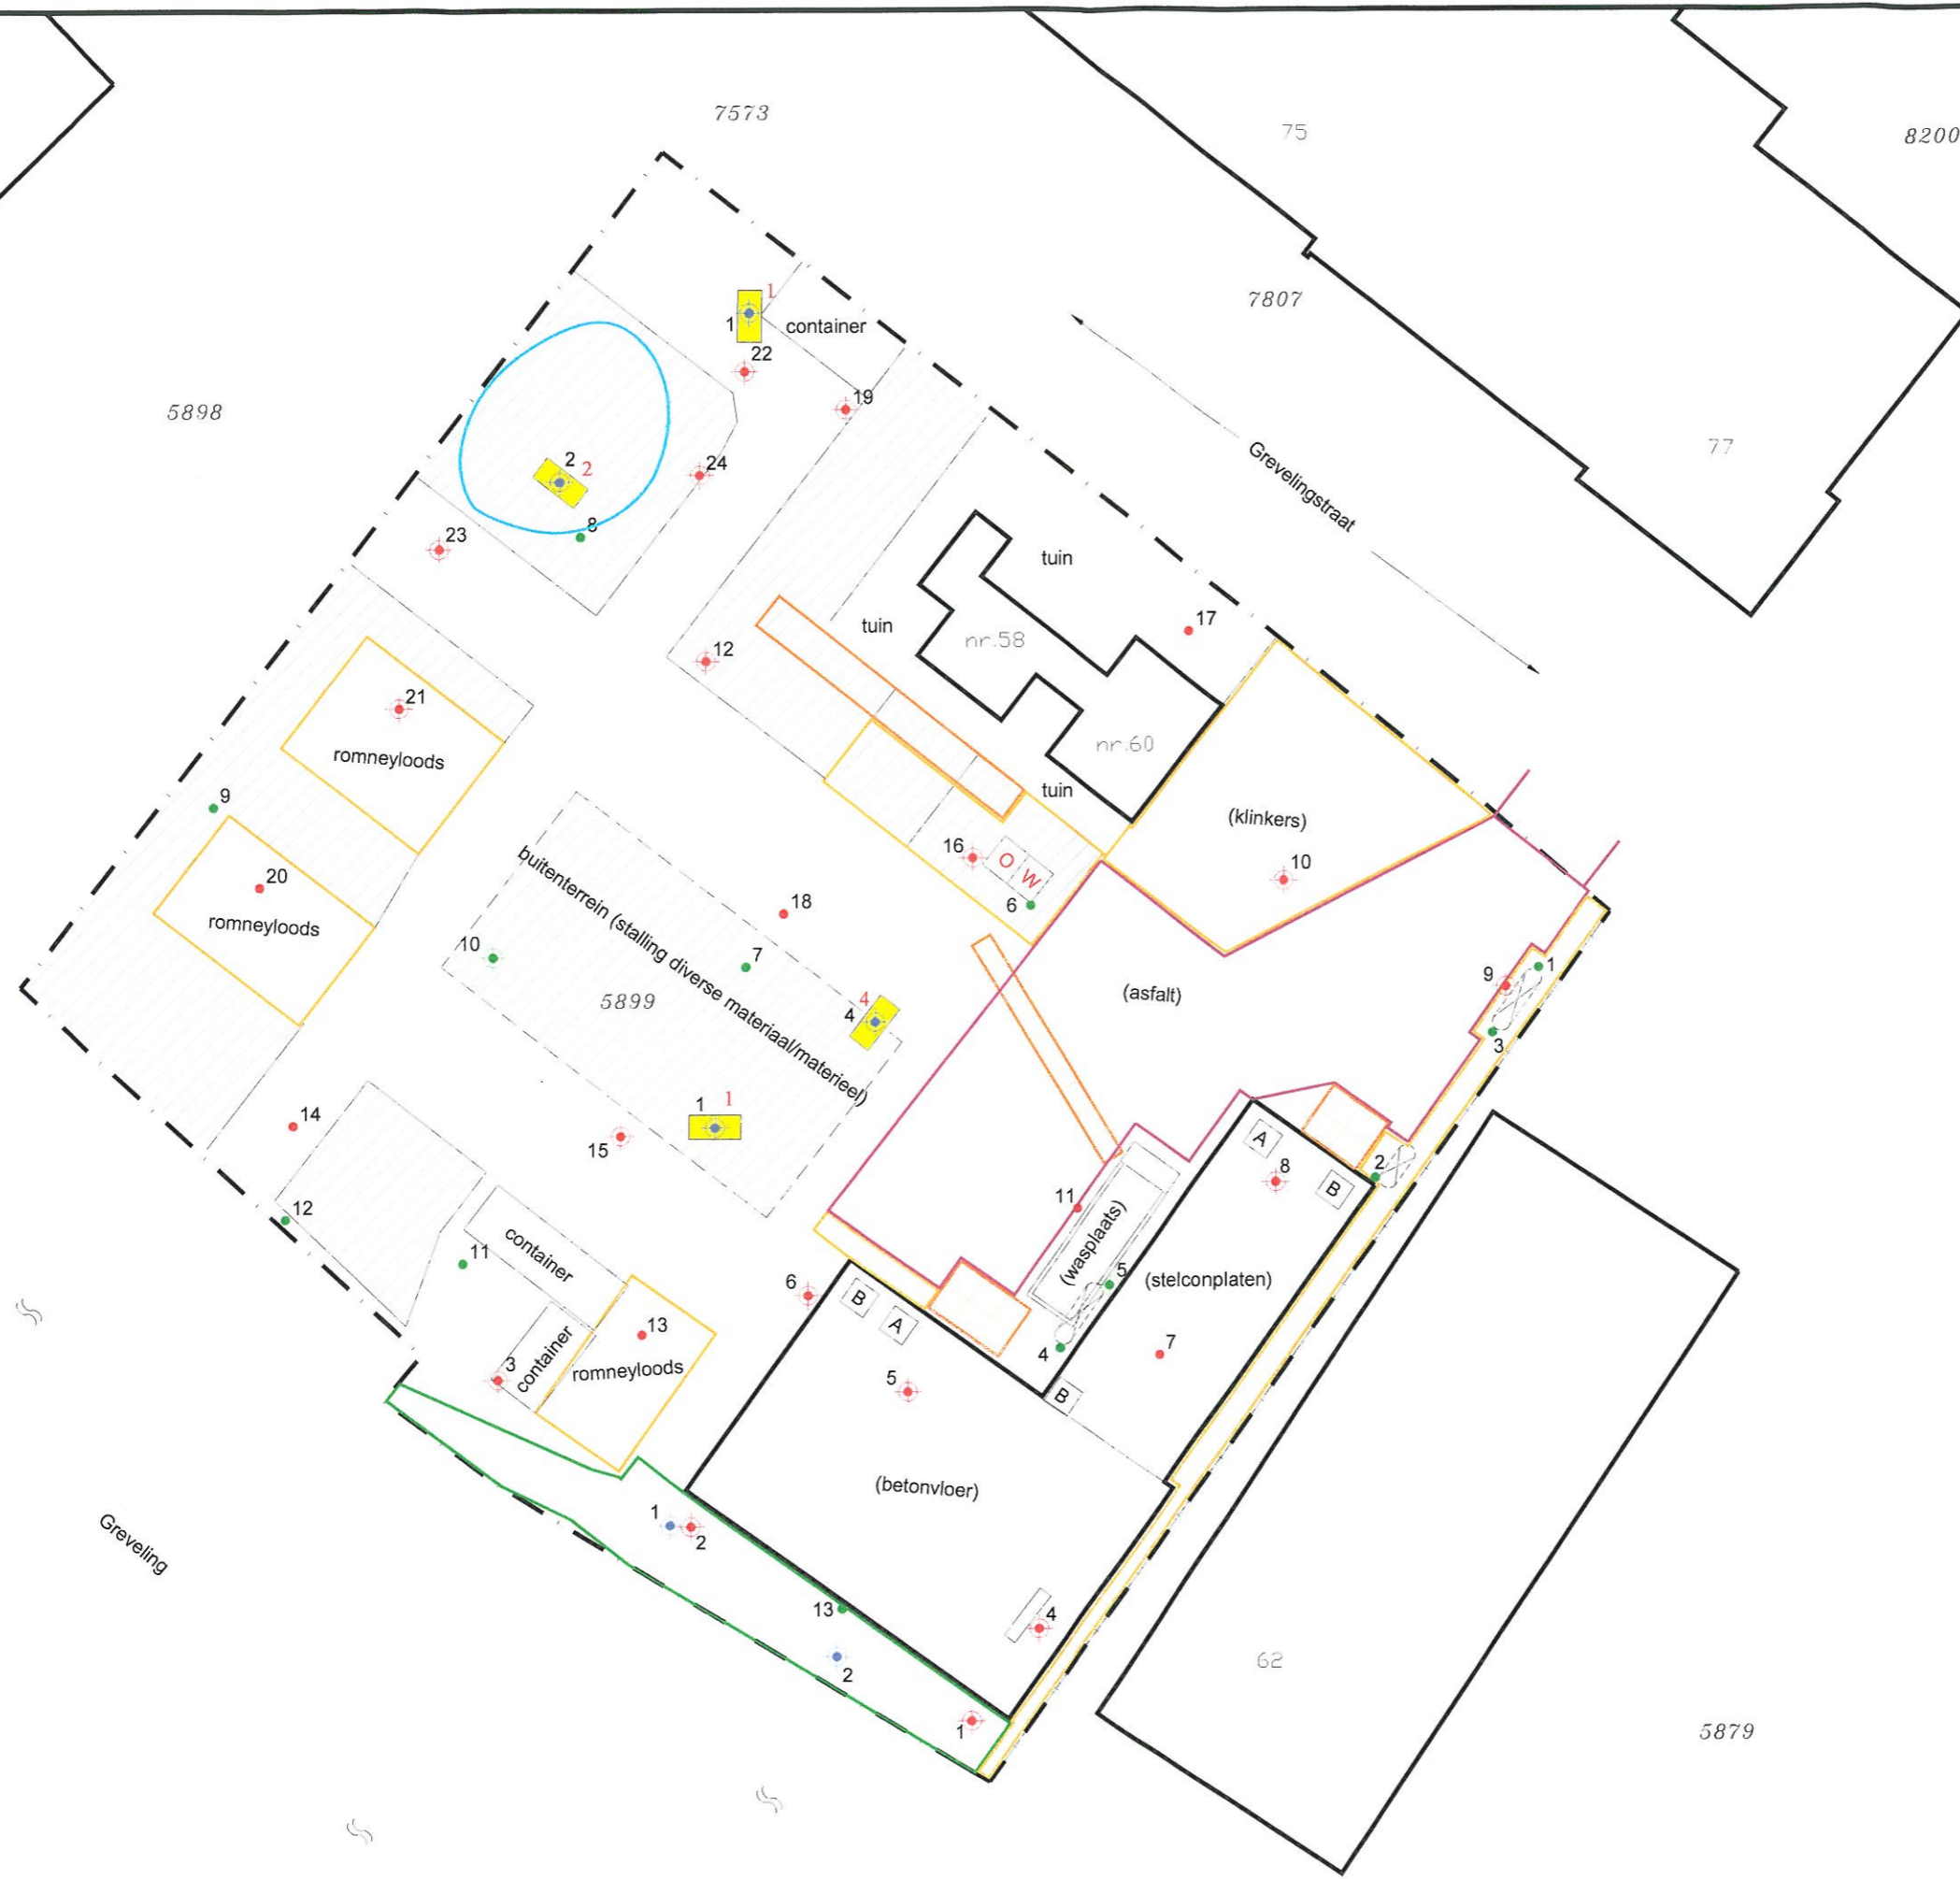 7573
75
8200
7807
1
1
container
22
19
5898
77
Grevelingstraat
2
2
24
8
23
tuin
17
tuin
nr.58
12
21
romneyloods
nr.60
tuin
(klinkers)
9
16
O
W
10
20
romneyloods
6
18
buitenterrein (stalling diverse materiaal/materieel)
10
7
9
1
5899
4
4
(asfalt)
3
1
1
14
15
A
8
B
2
12
11
container
11
(wasplaats)
5
(stelconplaten)
6
B
A
13
container
romneyloods
3
4
7
5
B
(betonvloer)
Greveling
1
2
13
4
2
62
1
5879